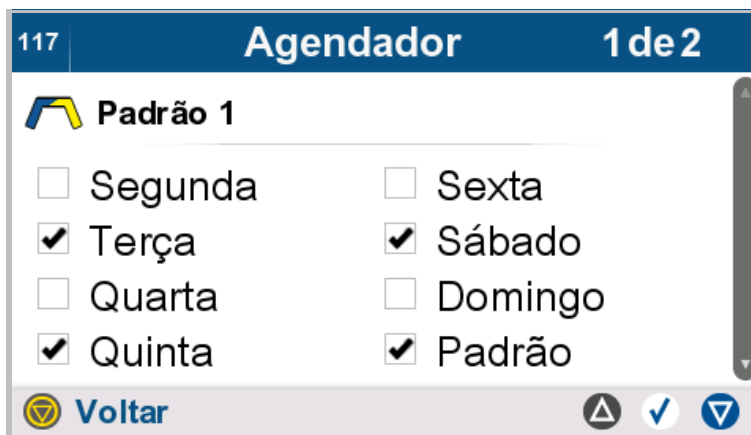 117 Agendador 1 de 2
Padrão 1
Segunda Sexta
Terça Sábado
Quarta Domingo
Quinta Padrão
Voltar